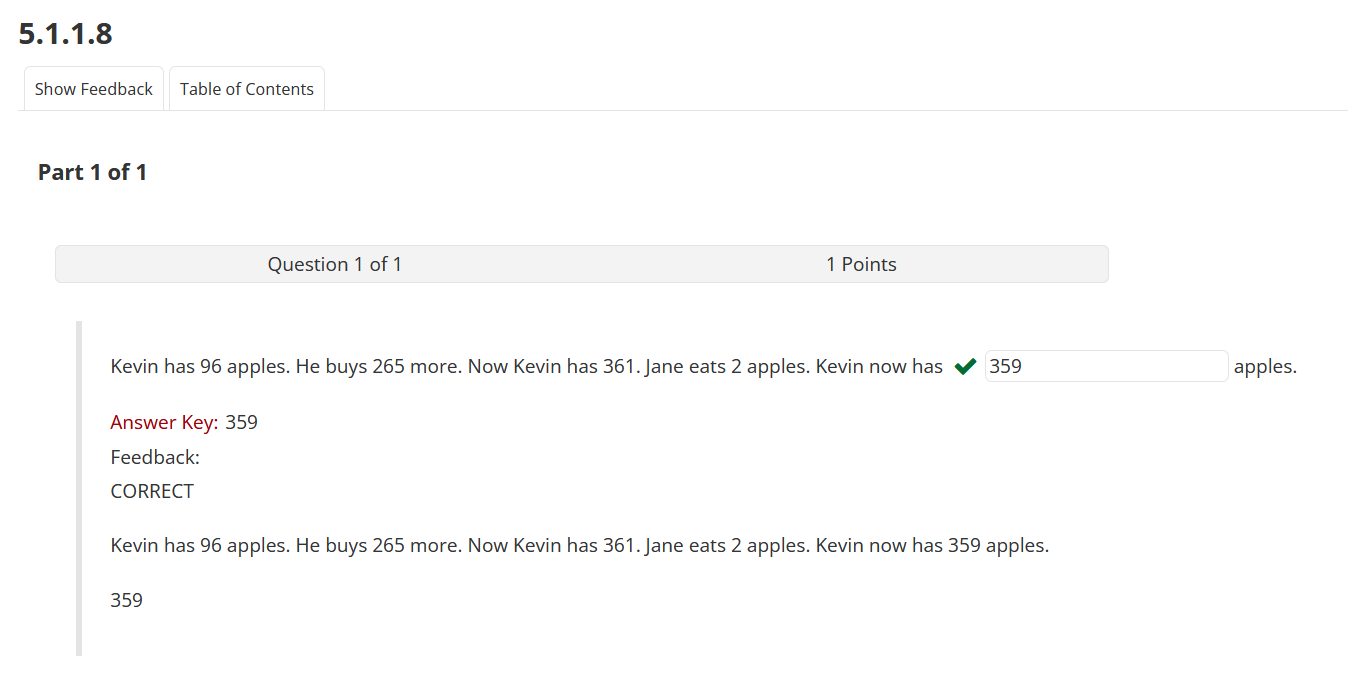 5.1.1.8
Show Feedback
Table of Contents
Part 1 of 1
Question 1 of 1
1 Points
Kevin has 96 apples. He buys 265 more. Now Kevin has 361. Jane eats 2 apples. Kevin now has ✔ 359 apples.
Answer Key: 359
Feedback:
CORRECT
Kevin has 96 apples. He buys 265 more. Now Kevin has 361. Jane eats 2 apples. Kevin now has 359 apples.
359